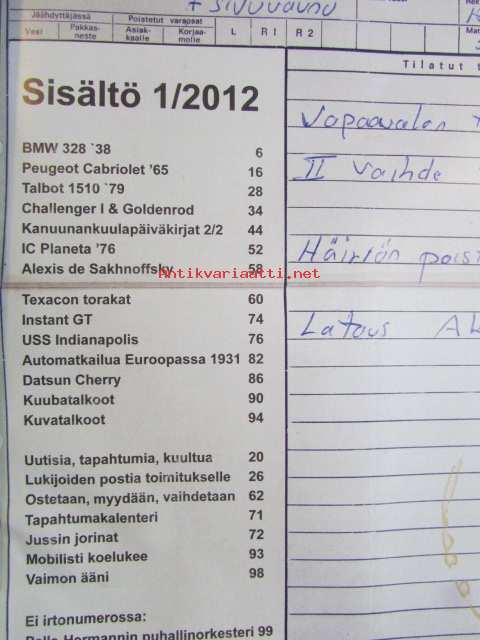 + sivuvaunu
Jäähdyttäjässä
Poistetut varaosat
Vesi
Pakkas-
neste
Asiak-
kaalle
Korjaa-
molle
L
R I
R 2
Tilatut t
Sisältö 1/2012
BMW 328 `38 6
Peugeot Cabriolet '65 16
Talbot 1510 `79 28
Challenger I & Goldenrod 34
Kanuunankuulapäiväkirjat 2/2 44
IC Planeta '76 52
Alexis de Sakhnoffsky 58
Antikvariaatti.net
Texacon torakat 60
Instant GT 74
USS Indianapolis 76
Automatkailua Euroopassa 1931 82
Datsun Cherry 86
Kuubatalkoot 90
Kuvatalkoot 94
Uutisia, tapahtumia, kuultua 20
Lukijoiden postia toimitukselle 26
Ostetaan, myydään, vaihdetaan 62
Tapahtumakalenteri 71
Jussin jorinat 72
Mobilisti koelukee 93
Vaimon ääni 98
Ei irtonumerossa:
Palle-Hermannin puhallinorkesteri 99
Vapaavalon
II vaihde
Häiriön poist
Lataus